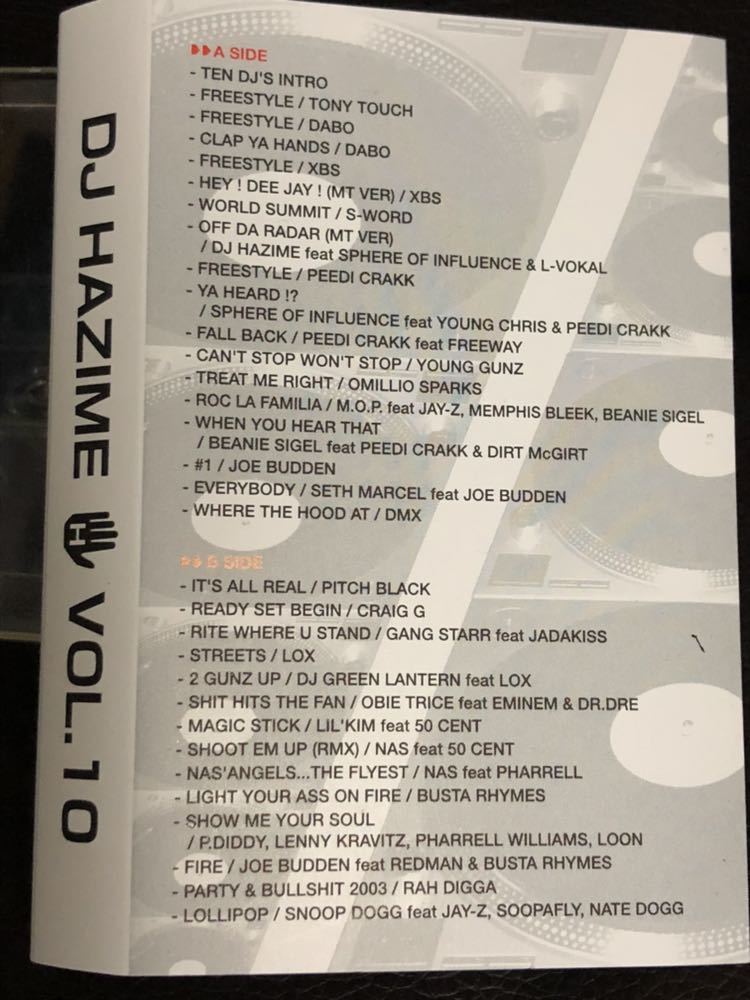 DJ HAZIME VOL.10
A SIDE
- TEN DJ'S INTRO
- FREESTYLE / TONY TOUCH
- FREESTYLE / DABO
- CLAP YA HANDS / DABO
- FREESTYLE / XBS
- HEY ! DEE JAY ! (MT VER) / XBS
- WORLD SUMMIT / S-WORD
- OFF DA RADAR (MT VER)
/ DJ HAZIME feat SPHERE OF INFLUENCE & L-VOKAL
- FREESTYLE / PEEDI CRAKK
- YA HEARD !?
/ SPHERE OF INFLUENCE feat YOUNG CHRIS & PEEDI CRAKK
- FALL BACK / PEEDI CRAKK feat FREEWAY
- CAN'T STOP WON'T STOP / YOUNG GUNZ
- TREAT ME RIGHT / OMILLIO SPARKS
- ROC LA FAMILIA / M.O.P. feat JAY-Z, MEMPHIS BLEEK, BEANIE SIGEL
- WHEN YOU HEAR THAT
/ BEANIE SIGEL feat PEEDI CRAKK & DIRT McGIRT
- #1 / JOE BUDDEN
- EVERYBODY / SETH MARCEL feat JOE BUDDEN
- WHERE THE HOOD AT / DMX
B SIDE
- IT'S ALL REAL / PITCH BLACK
- READY SET BEGIN / CRAIG G
- RITE WHERE U STAND / GANG STARR feat JADAKISS
- STREETS / LOX
- 2 GUNZ UP / DJ GREEN LANTERN feat LOX
- SHIT HITS THE FAN / OBIE TRICE feat EMINEM & DR.DRE
- MAGIC STICK / LIL'KIM feat 50 CENT
- SHOOT EM UP (RMX) / NAS feat 50 CENT
- NAS'ANGELS...THE FLYEST / NAS feat PHARRELL
- LIGHT YOUR ASS ON FIRE / BUSTA RHYMES
- SHOW ME YOUR SOUL
/ P.DIDDY, LENNY KRAVITZ, PHARRELL WILLIAMS, LOON
- FIRE / JOE BUDDEN feat REDMAN & BUSTA RHYMES
- PARTY & BULLSHIT 2003 / RAH DIGGA
- LOLLIPOP / SNOOP DOGG feat JAY-Z, SOOPAFLY, NATE DOGG